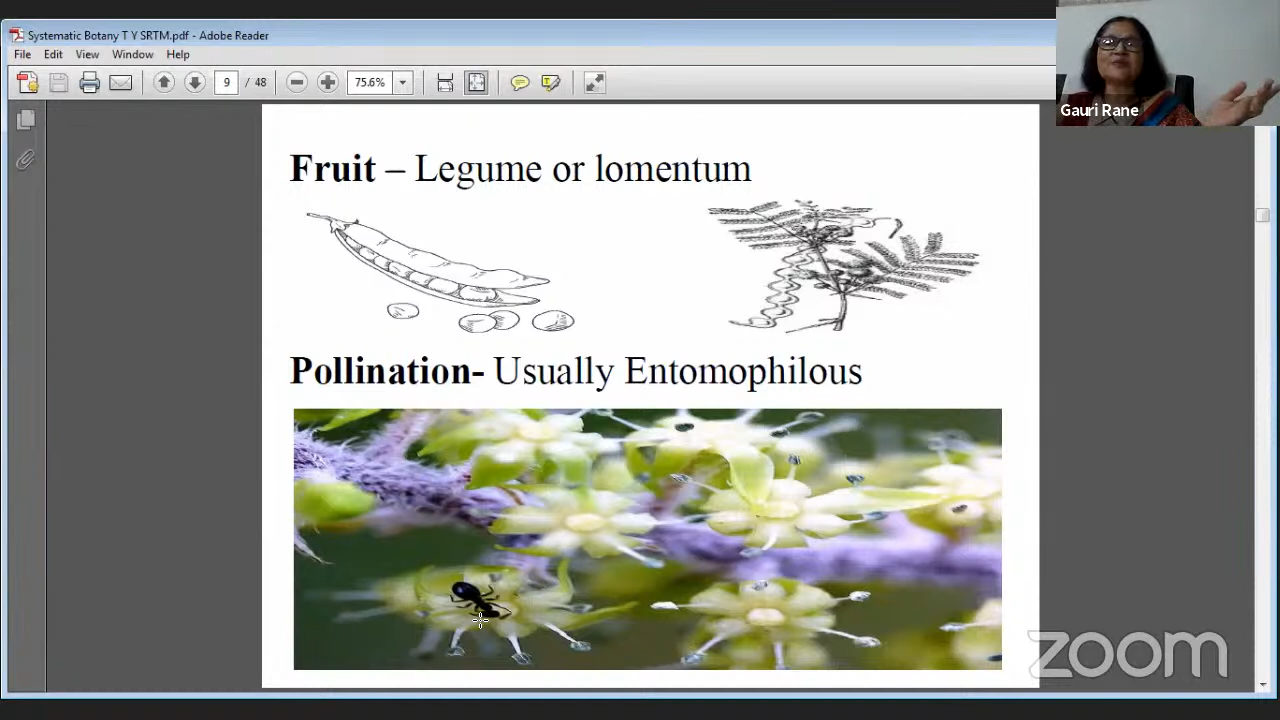 Systematic Botany T Y SRTM.pdf - Adobe Reader
File Edit View Window Help
9 / 48 75.6%
Gauri Rane
Fruit – Legume or lomentum
Pollination- Usually Entomophilous
zoom